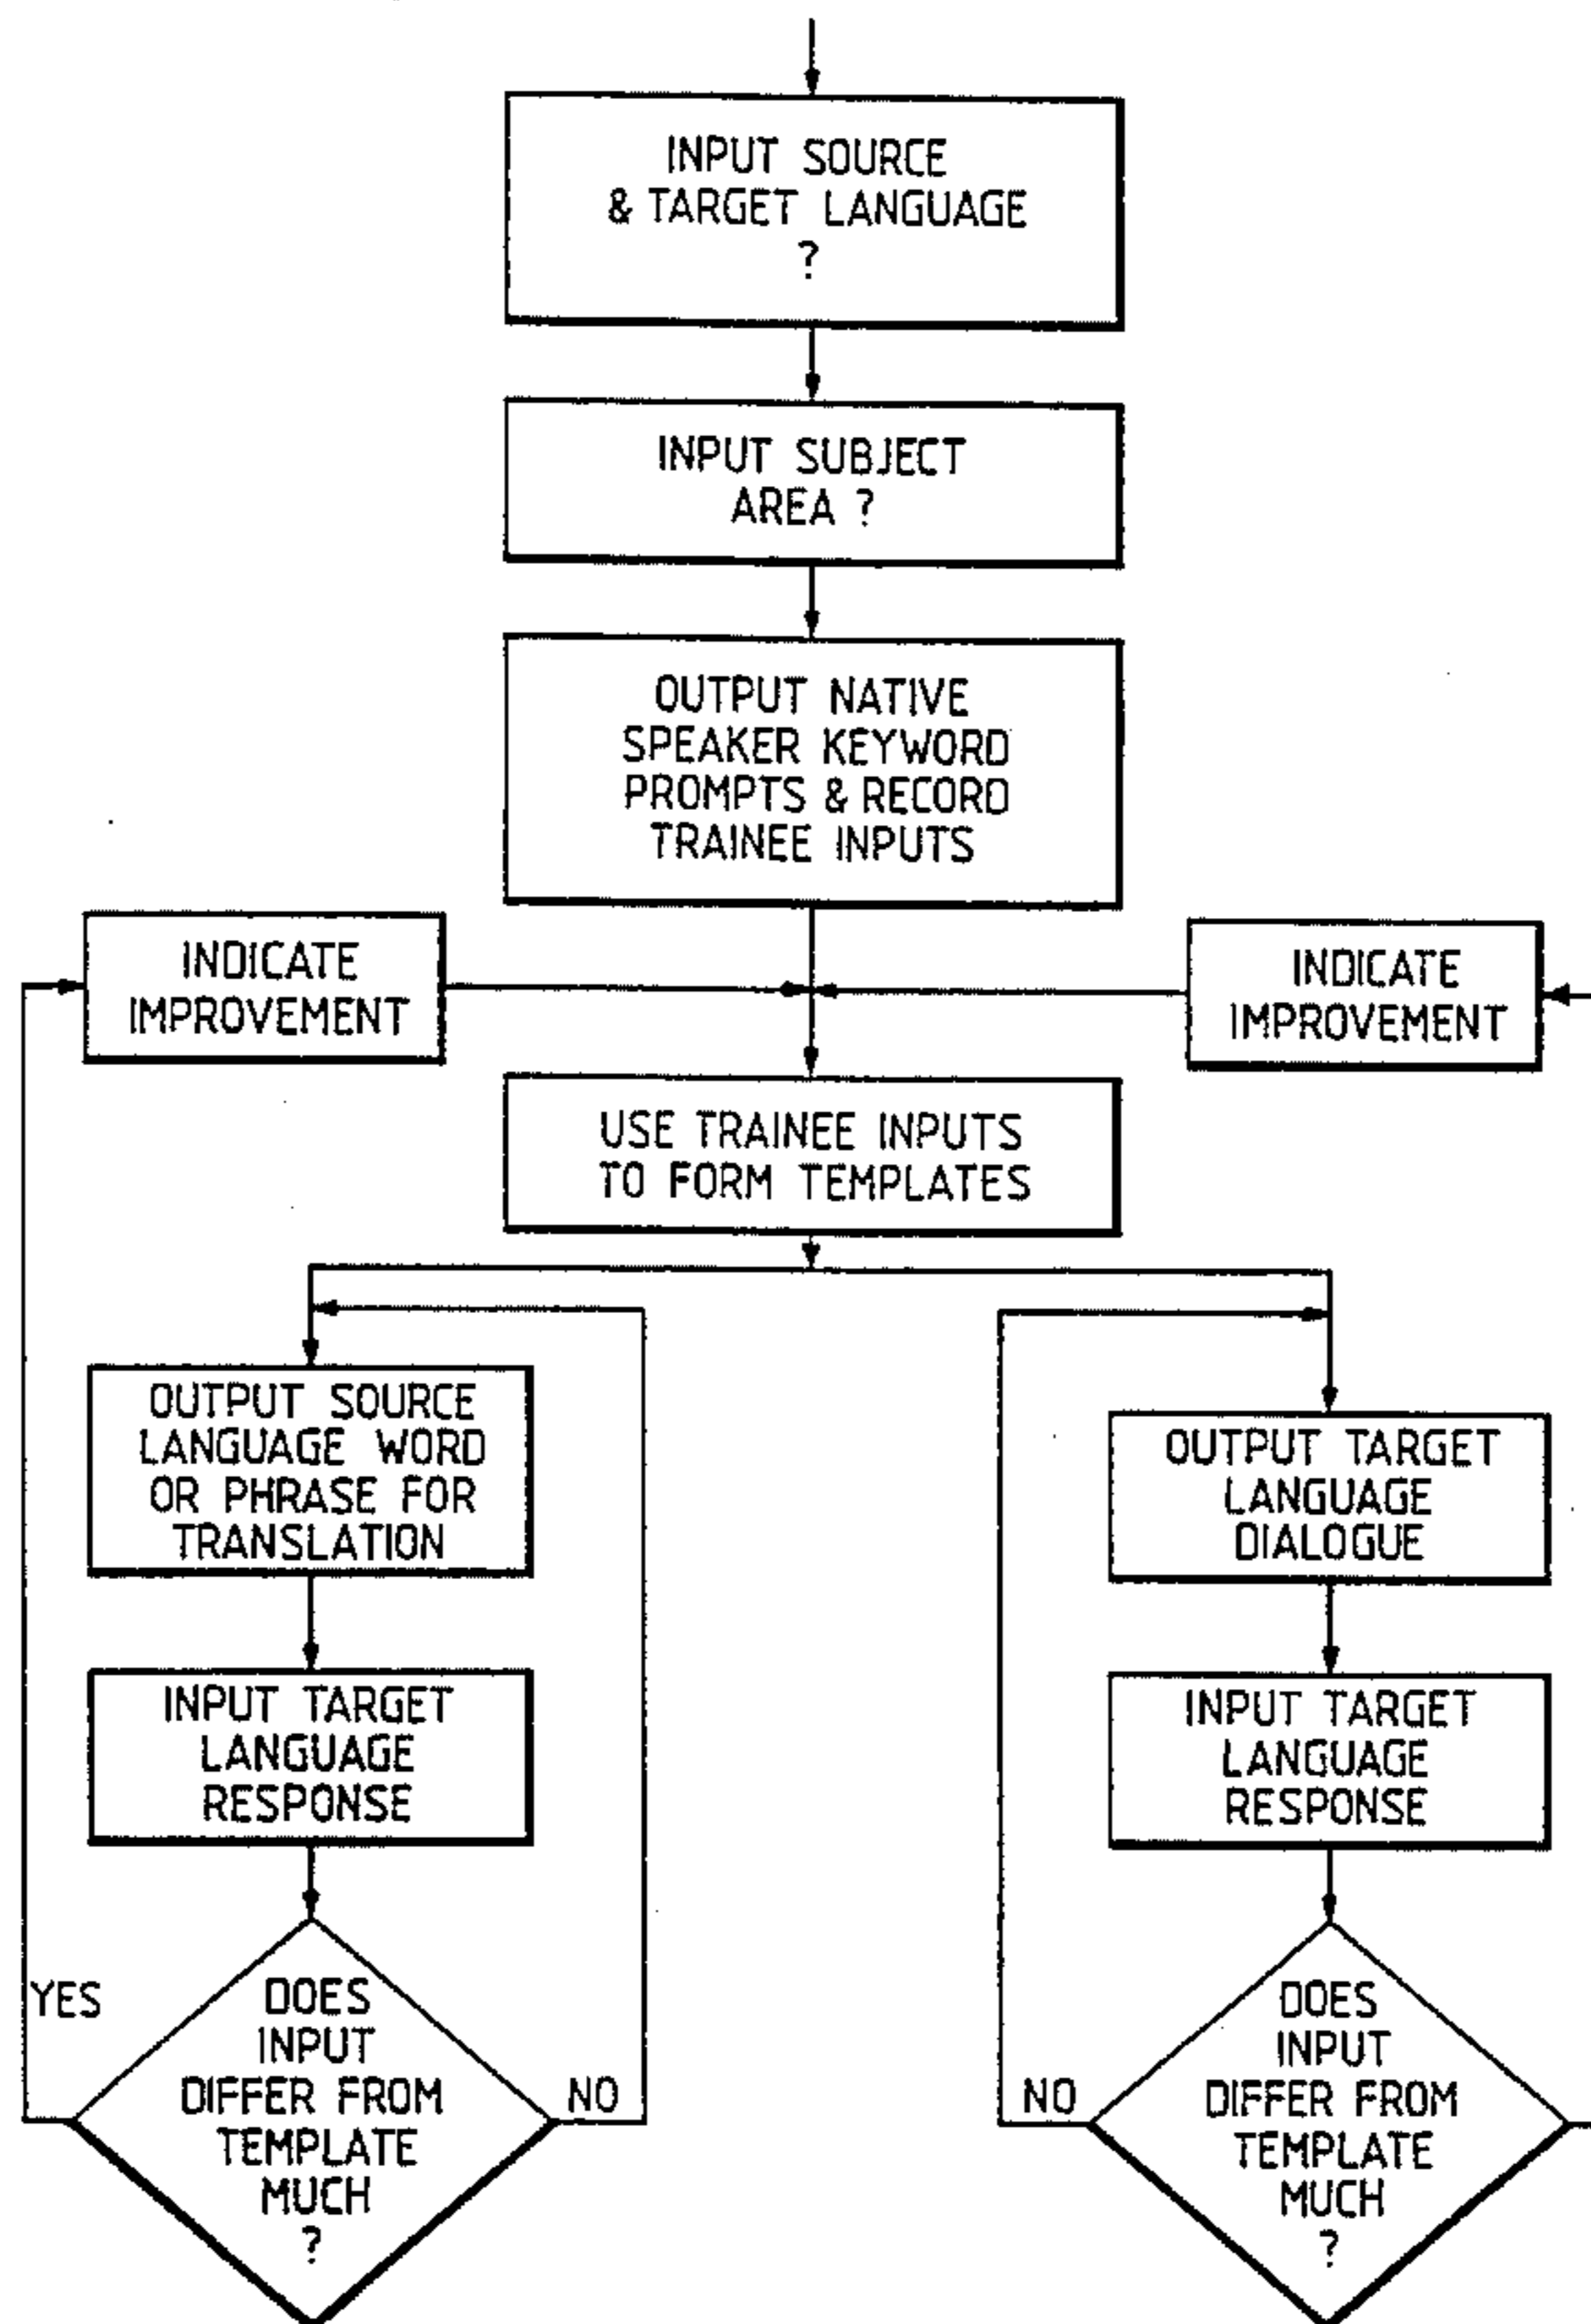 INPUT SOURCE
& TARGET LANGUAGE
?
INPUT SUBJECT
AREA ?
OUTPUT NATIVE
SPEAKER KEYWORD
PROMPTS & RECORD
TRAINEE INPUTS
INDICATE
IMPROVEMENT
INDICATE
IMPROVEMENT
USE TRAINEE INPUTS
TO FORM TEMPLATES
OUTPUT SOURCE
LANGUAGE WORD
OR PHRASE FOR
TRANSLATION
OUTPUT TARGET
LANGUAGE
DIALOGUE
INPUT TARGET
LANGUAGE
RESPONSE
INPUT TARGET
LANGUAGE
RESPONSE
YES
DOES
INPUT
DIFFER FROM
TEMPLATE
MUCH
?
NO
NO
DOES
INPUT
DIFFER FROM
TEMPLATE
MUCH
?